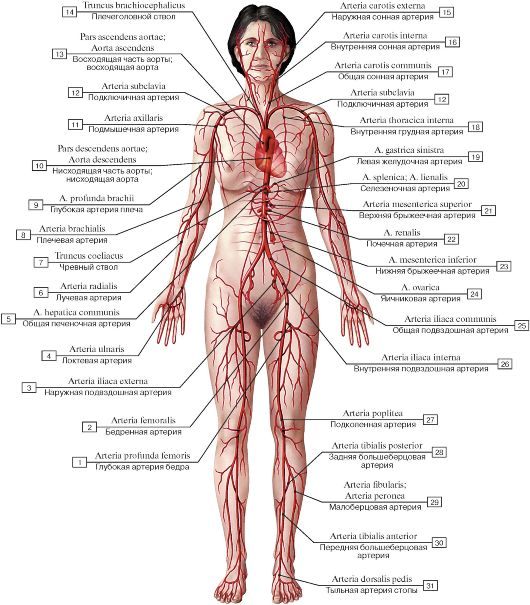 14 Truncus brachiocephalicus
Плечеголовной ствол
Pars ascendens aortae;
Aorta ascendens
13
Восходящая часть аорты;
восходящая аорта
12 Arteria subclavia
Подключичная артерия
11 Arteria axillaris
Подмышечная артерия
Pars descendens aortae;
Aorta descendens
10
Нисходящая часть аорты;
нисходящая аорта
9 A. profunda brachii
Глубокая артерия плеча
8 Arteria brachialis
Плечевая артерия
7 Truncus coeliacus
Чревный ствол
6 Arteria radialis
Лучевая артерия
5 A. hepatica communis
Общая печеночная артерия
4 Arteria ulnaris
Локтевая артерия
3 Arteria iliaca externa
Наружная подвздошная артерия
2 Arteria femoralis
Бедренная артерия
1 Arteria profunda femoris
Глубокая артерия бедра
Arteria carotis externa 15
Наружная сонная артерия
Arteria carotis interna 16
Внутренний сонная артерия
Arteria carotis communis 17
Общая сонная артерия
Arteria subclavia 12
Подключичная артерия
Arteria thoracica interna 18
Внутренняя грудная артерия
A. gastrica sinistra 19
Левая желудочная артерия
A. splenica; A. lienalis 20
Селезеночная артерия
Arteria mesenterica superior 21
Верхняя брыжеечная артерия
A. renalis 22
Почечная артерия
A. mesenterica inferior 23
Нижняя брыжеечная артерия
A. ovarica 24
Яичниковая артерия
Arteria iliaca communis 25
Общая подвздошная артерия
Arteria iliaca interna 26
Внутренняя подвздошная артерия
Arteria poplitea 27
Подколенная артерия
Arteria tibialis posterior 28
Задняя большеберцовая
артерия
Arteria fibularis;
Arteria peronea 29
Малоберцовая артерия
Arteria tibialis anterior 30
Передняя большеберцовая
артерия
Arteria dorsalis pedis 31
Тыльная артерия стопы